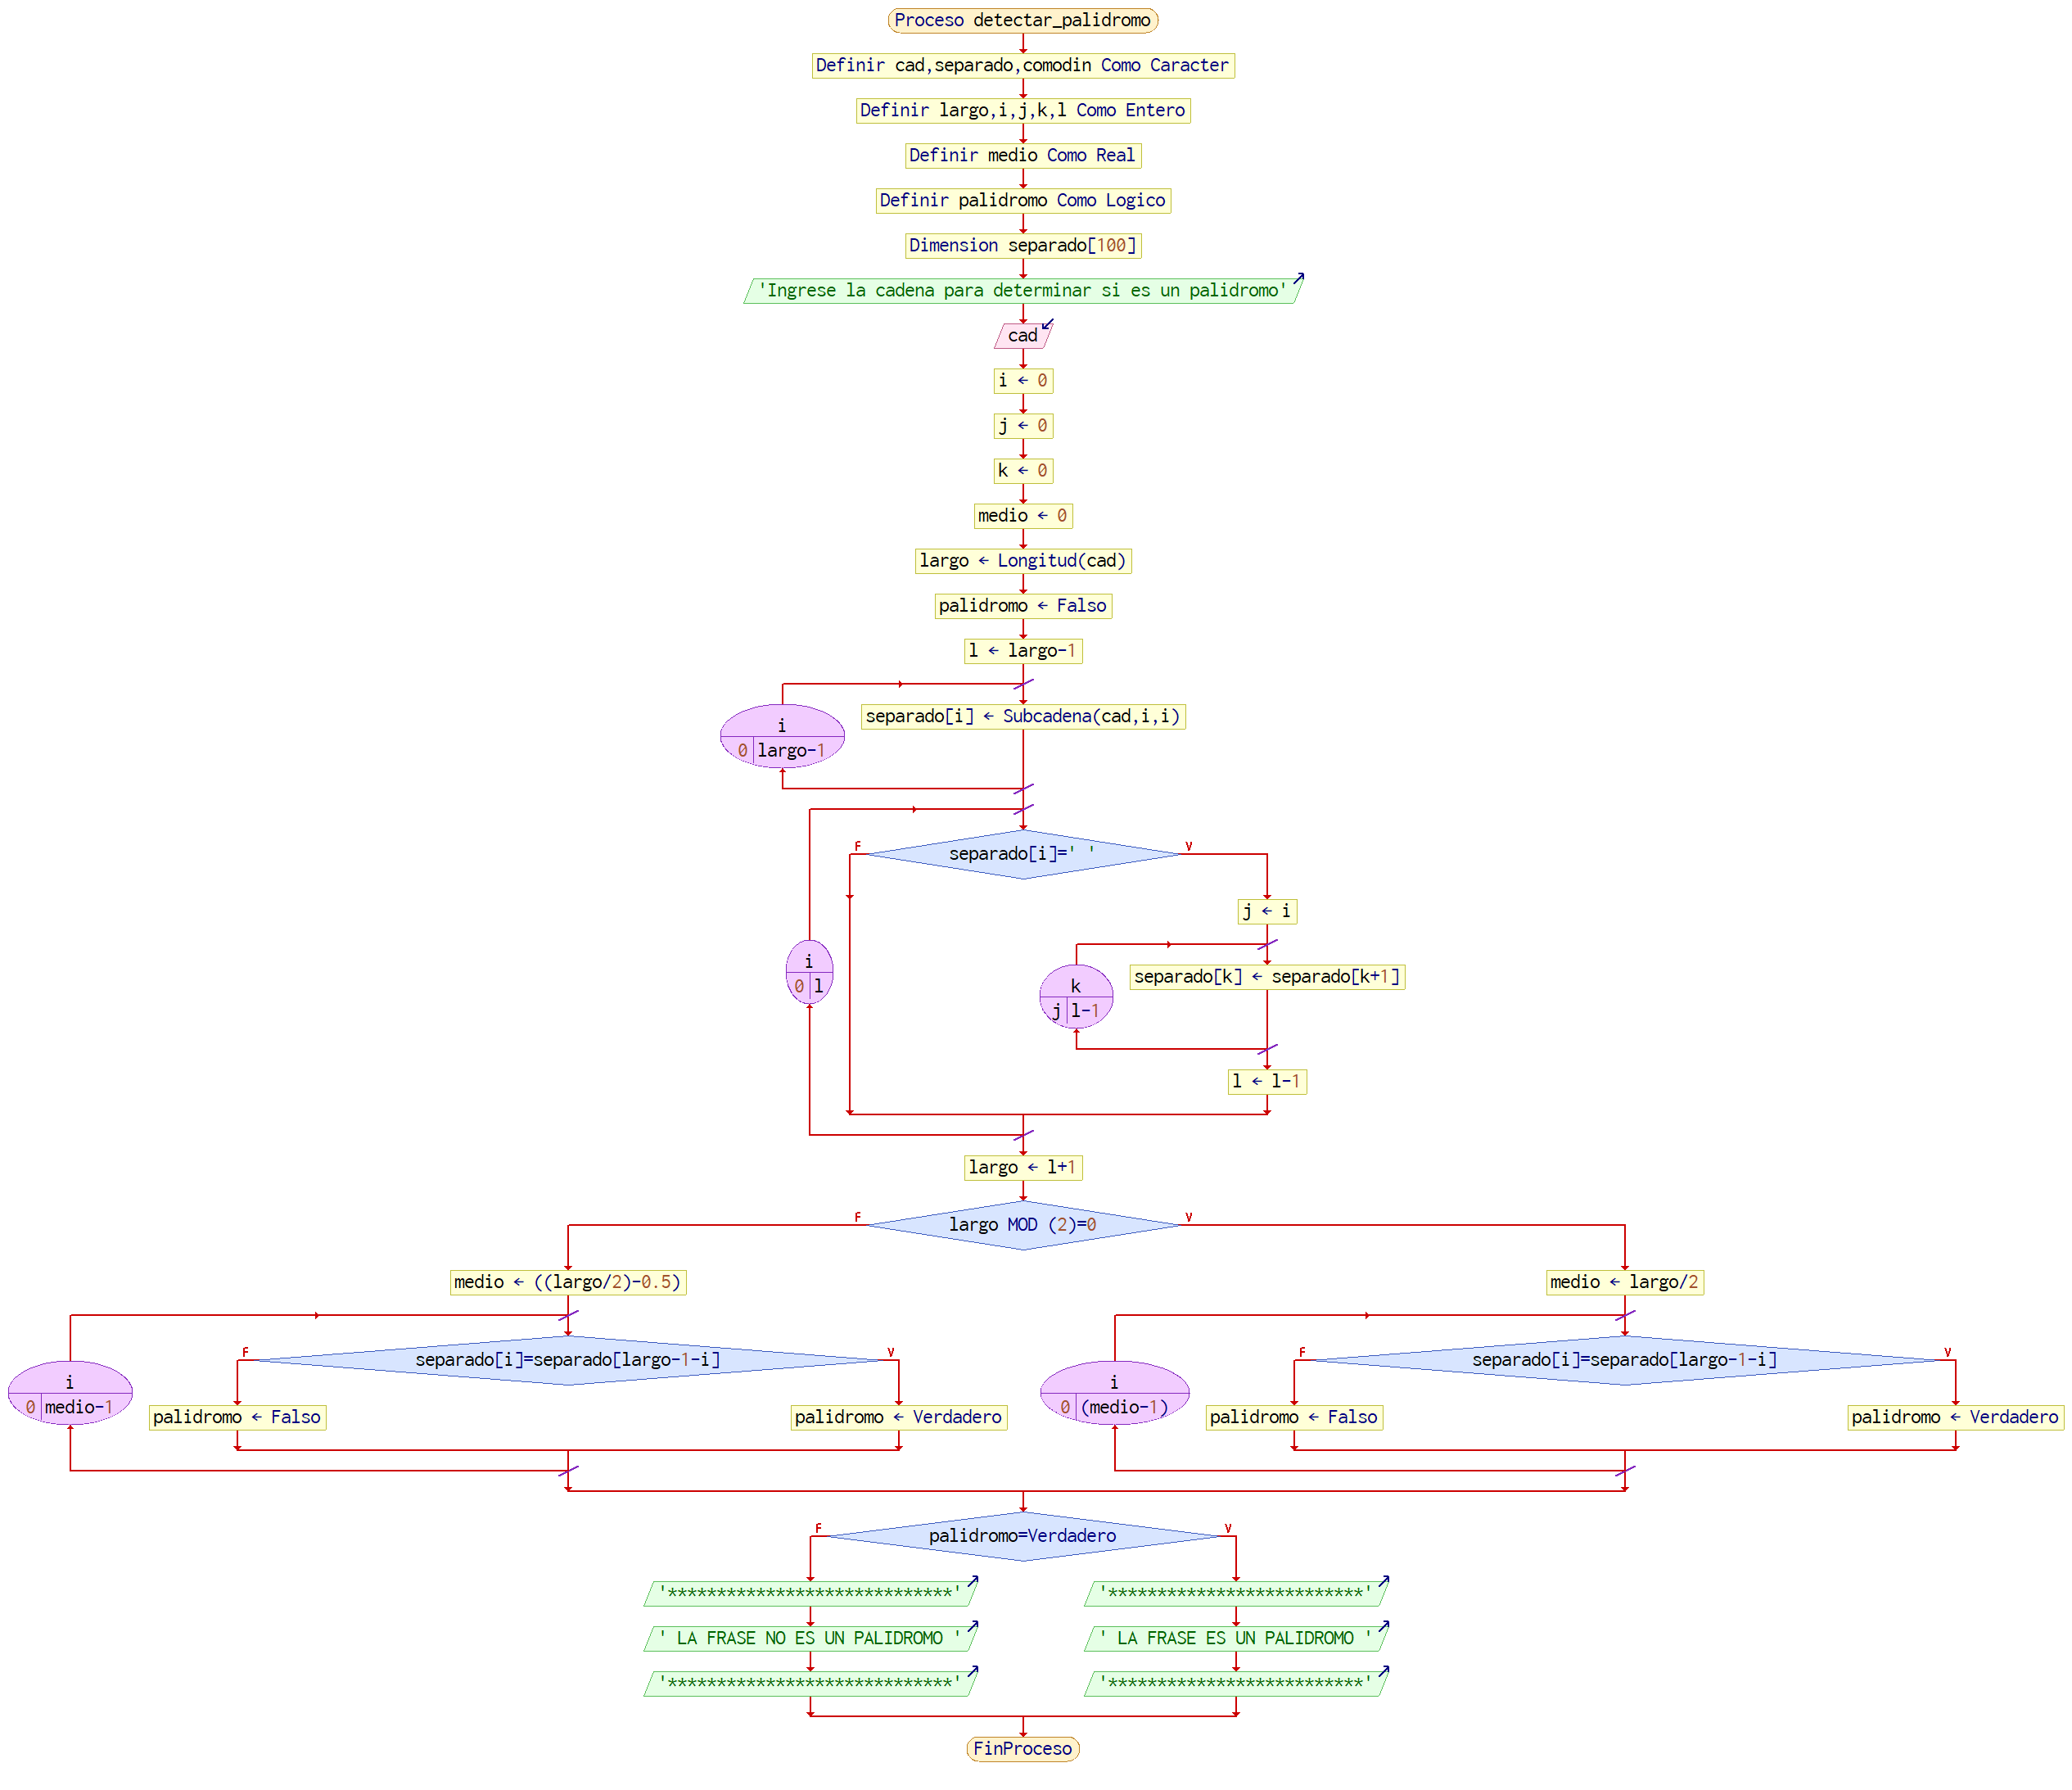 Proceso detectar_palidromo
Definir cad,separado,comodin Como Caracter
Definir largo,i,j,k,l Como Entero
Definir medio Como Real
Definir palidromo Como Logico
Dimension separado[100]
'Ingrese la cadena para determinar si es un palidromo'
cad
i ← 0
j ← 0
k ← 0
medio ← 0
largo ← Longitud(cad)
palidromo ← Falso
l ← largo-1
i
0 largo-1
separado[i] ← Subcadena(cad,i,i)
i
0 l
separado[i]=' '
F
V
j ← i
k
j l-1
separado[k] ← separado[k+1]
l ← l-1
largo ← l+1
largo MOD (2)=0
F
V
medio ← ((largo/2)-0.5)
i
0 medio-1
separado[i]=separado[largo-1-i]
F
V
palidromo ← Falso
palidromo ← Verdadero
medio ← largo/2
i
0 (medio-1)
separado[i]=separado[largo-1-i]
F
V
palidromo ← Falso
palidromo ← Verdadero
palidromo=Verdadero
F
V
'*****************************'
' LA FRASE NO ES UN PALIDROMO '
'*****************************'
'**************************'
' LA FRASE ES UN PALIDROMO '
'**************************'
FinProceso